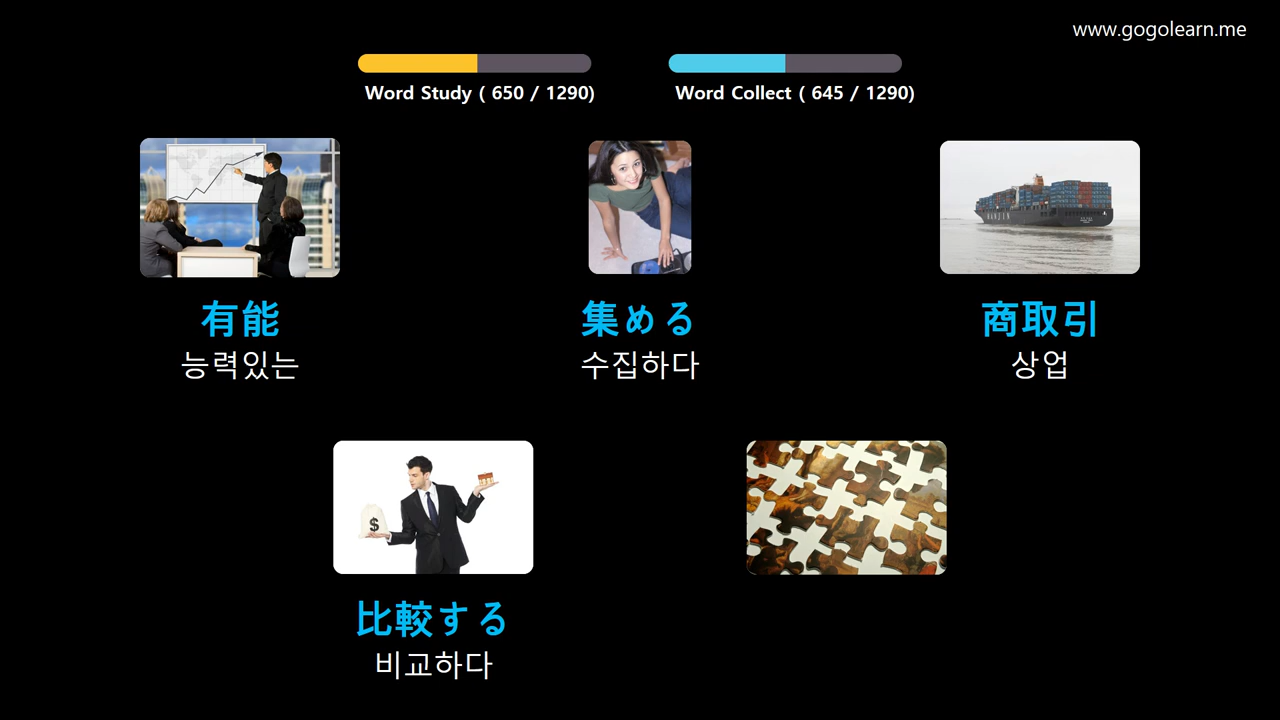 www.gogolearn.me
Word Study ( 650 / 1290)
Word Collect ( 645 / 1290)
HANJIN
有能
능력있는
集める
수집하다
商取引
상업
$
比較する
비교하다